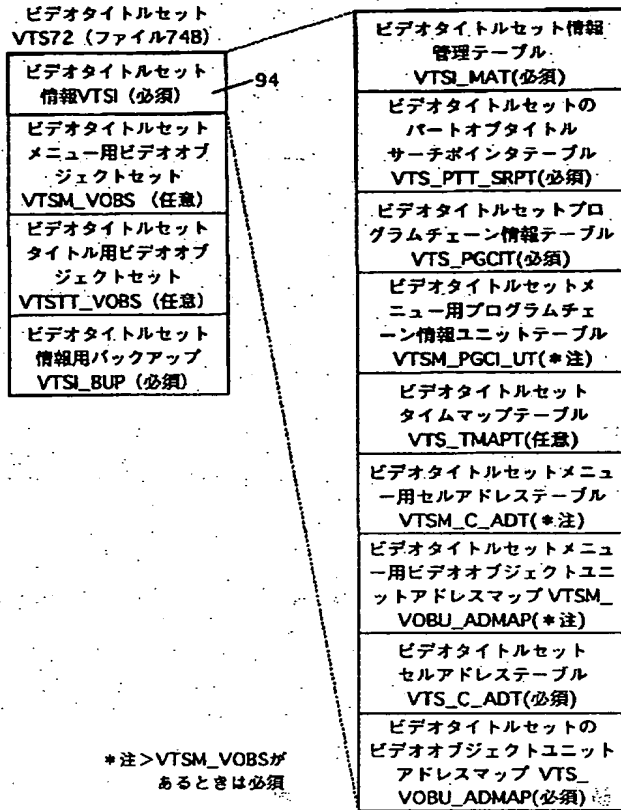 ビデオタイトルセット
VTS72（ファイル74B）
ビデオタイトルセット
情報VTSI（必須）
94
ビデオタイトルセット
メニュー用ビデオオブ
ジェクトセット
VTSM_VOBS（任意）
ビデオタイトルセット
タイトル用ビデオオブ
ジェクトセット
VTSTT_VOBS（任意）
ビデオタイトルセット
情報用バックアップ
VTSI_BUP（必須）
ビデオタイトルセット情報
管理テーブル
VTSI_MAT(必須)
ビデオタイトルセットの
パートオブタイトル
サーチポインタテーブル
VTS_PTT_SRPT(必須)
ビデオタイトルセットプロ
グラムチェーン情報テーブル
VTS_PGCIT(必須)
ビデオタイトルセットメ
ニュー用プログラムチェ
ーン情報ユニットテーブル
VTSM_PGCI_UT(*注)
ビデオタイトルセット
タイムマップテーブル
VTS_TMAPT(任意)
ビデオタイトルセットメニュ
ー用セルアドレステーブル
VTSM_C_ADT(*注)
ビデオタイトルセットメニュ
ー用ビデオオブジェクトユニ
ットアドレスマップ VTSM_
VOBU_ADMAP(*注)
ビデオタイトルセット
セルアドレステーブル
VTS_C_ADT(必須)
ビデオタイトルセットの
ビデオオブジェクトユニット
アドレスマップ VTS_
VOBU_ADMAP(必須)
*注>VTSM_VOBSが
あるときは必須